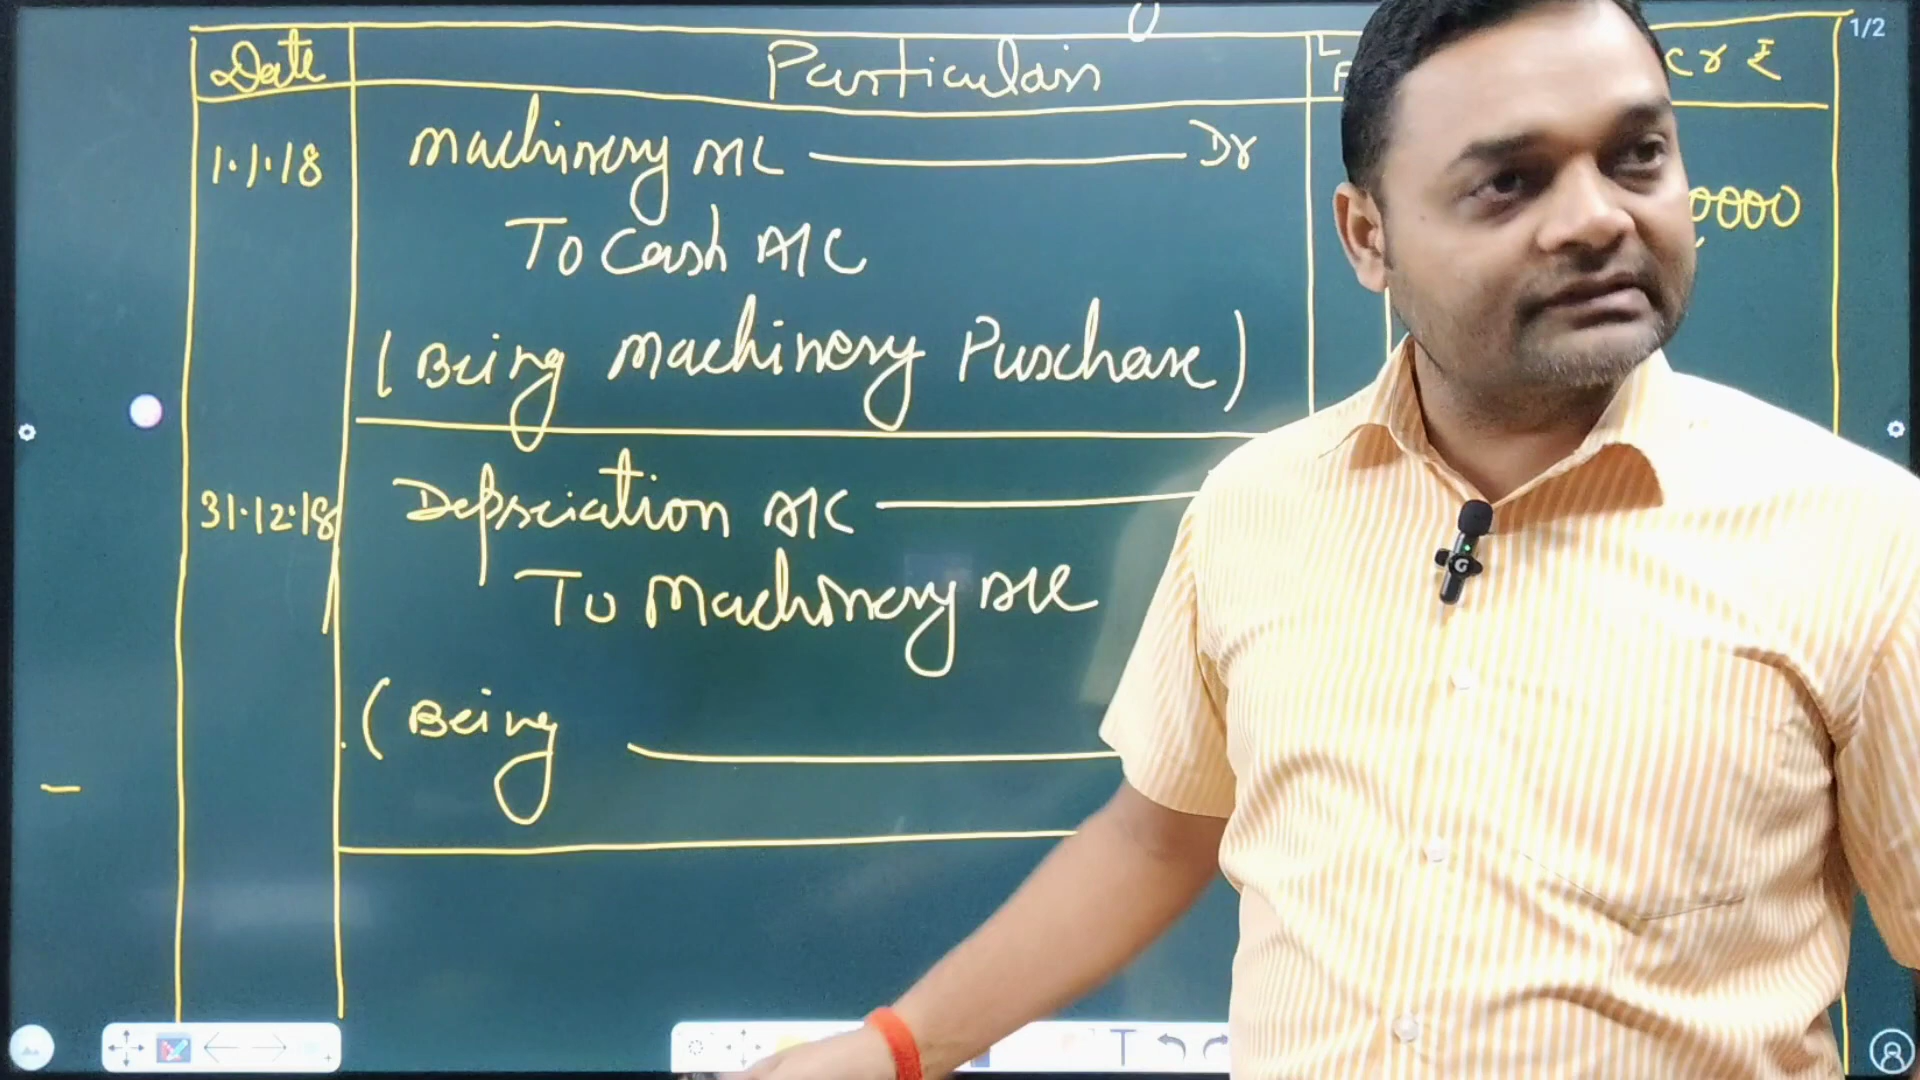 1/2
Date Particulars L F Cr ₹
1.1.18 Machinery A/C Dr
0000
To Cash A/C
(Being Machinery Purchase)
31.12.18 Depreciation A/C
To Machinery A/C
(Being
G
T